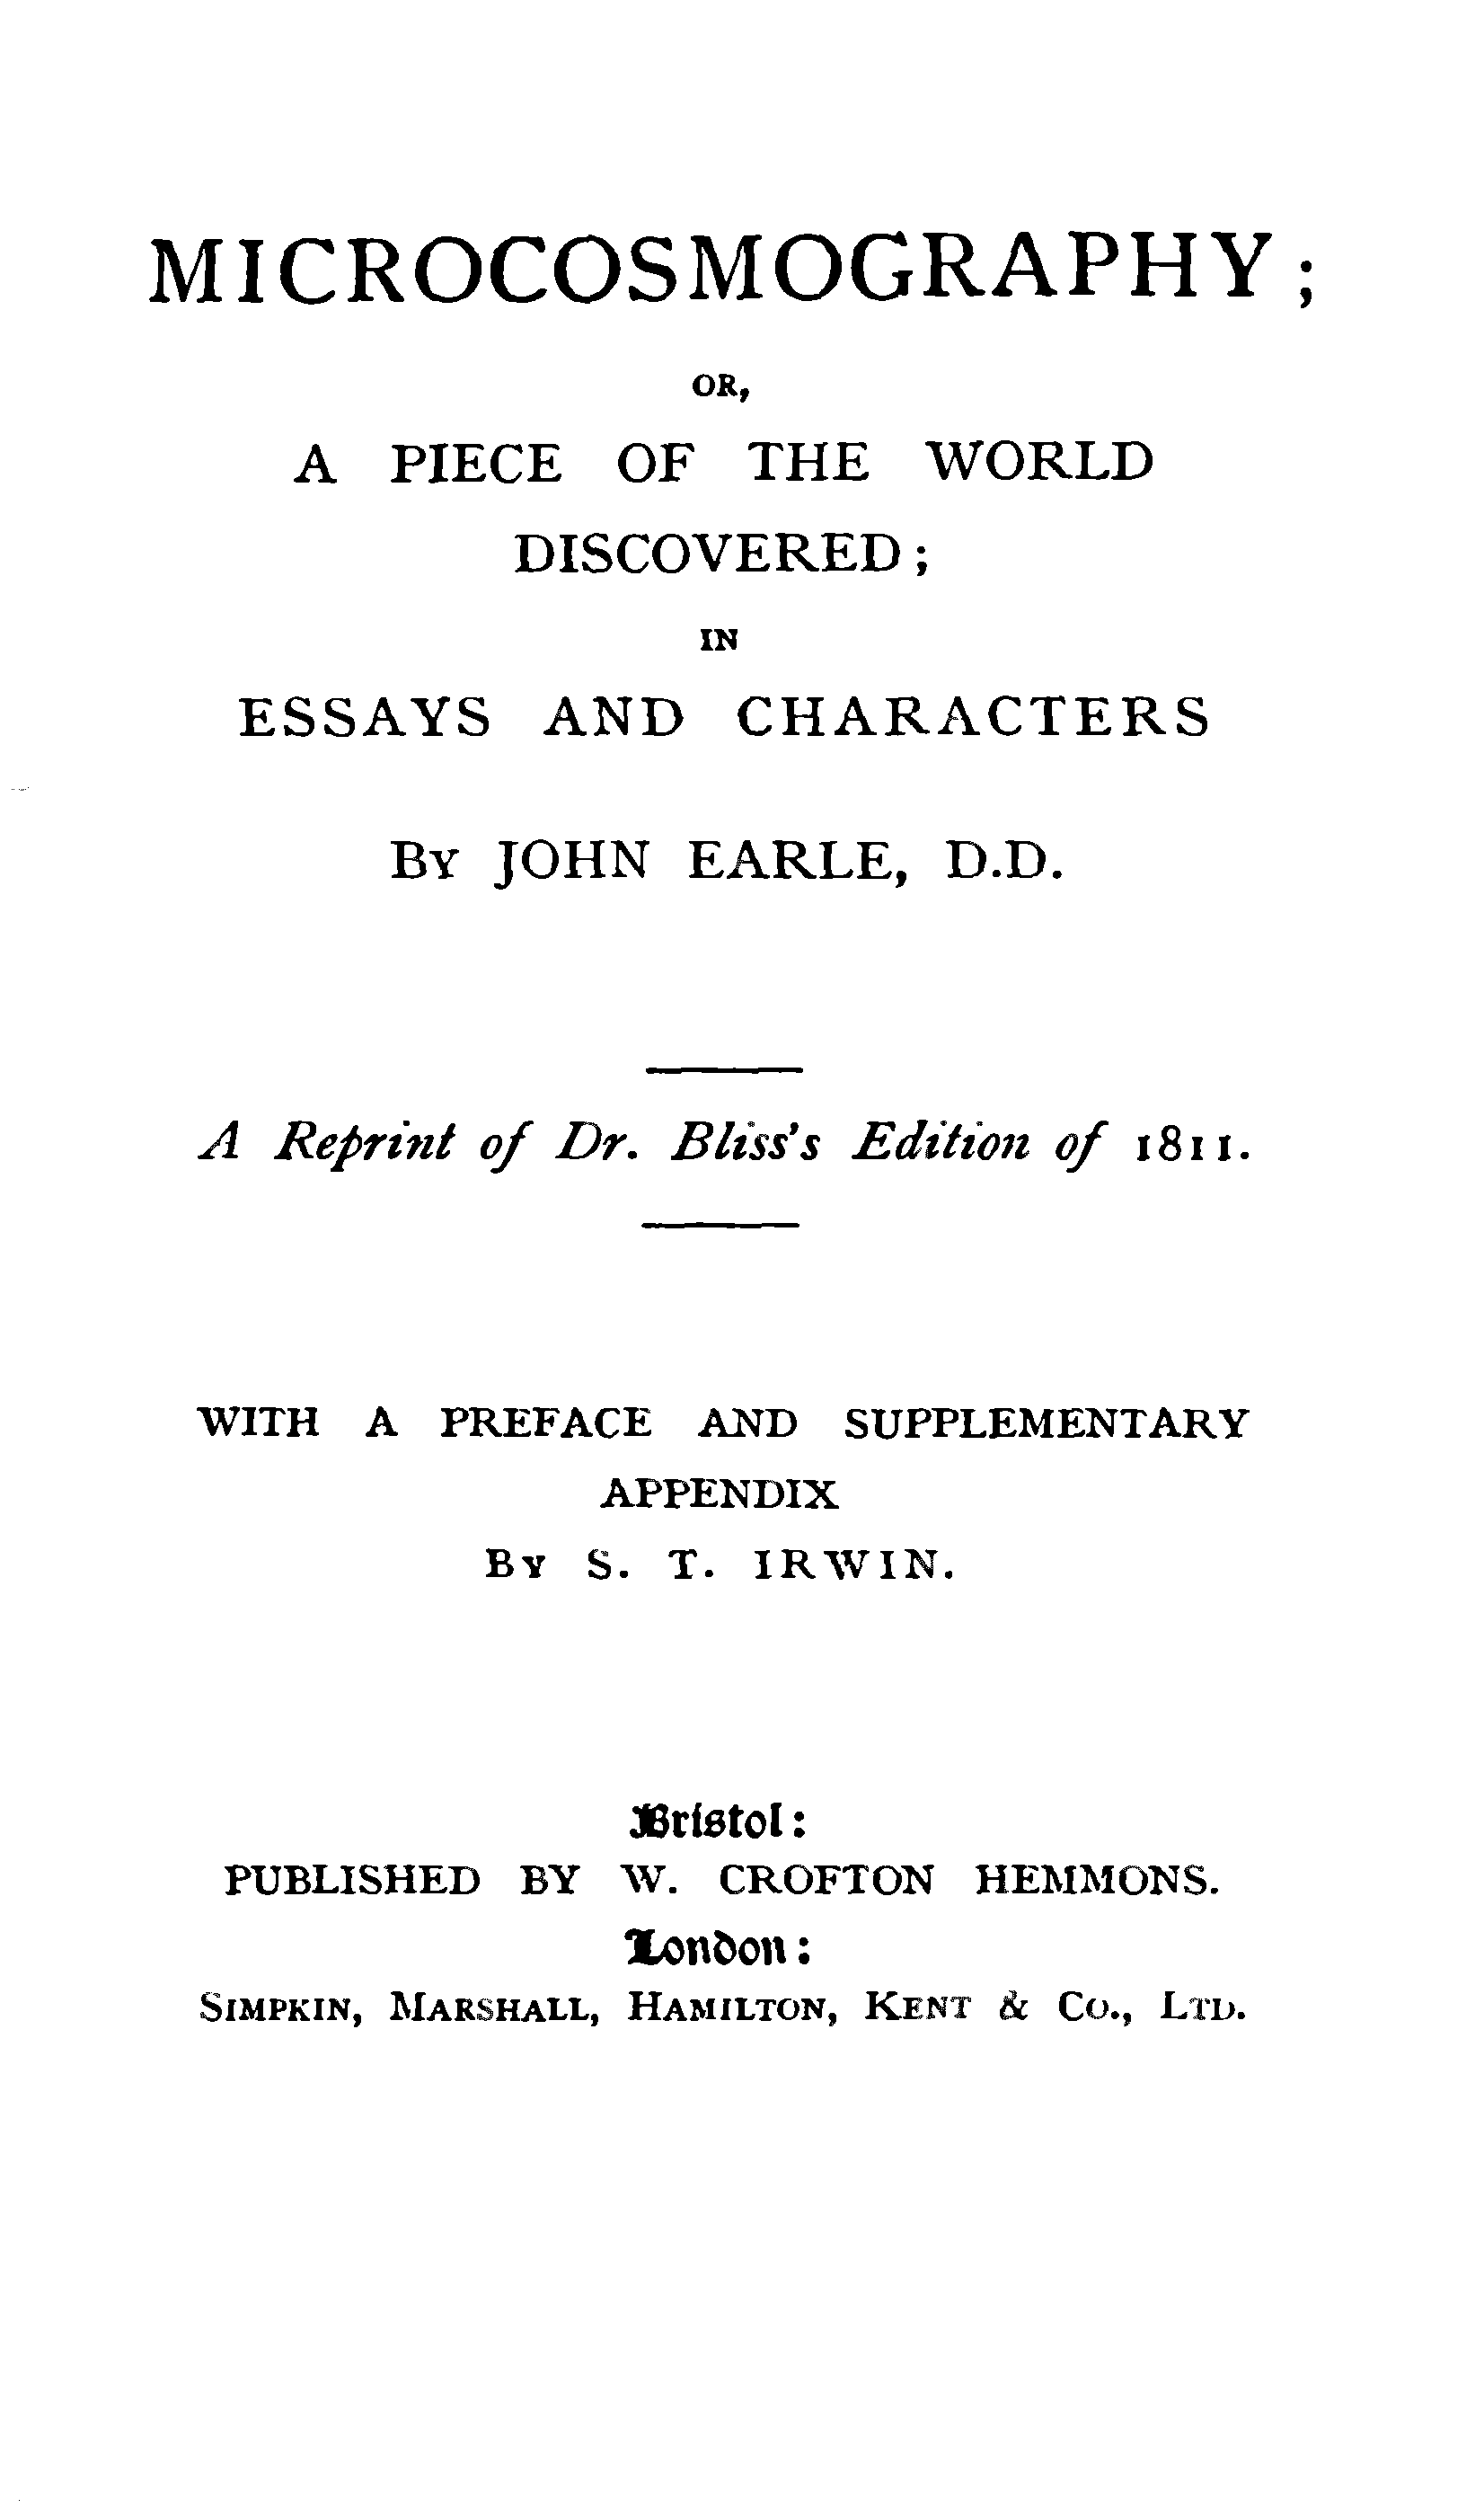 MICROCOSMOGRAPHY;
OR,
A PIECE OF THE WORLD
DISCOVERED;
IN
ESSAYS AND CHARACTERS
BY JOHN EARLE, D.D.
A Reprint of Dr. Bliss's Edition of 1811.
WITH A PREFACE AND SUPPLEMENTARY
APPENDIX
BY S. T. IRWIN.
Bristol:
PUBLISHED BY W. CROFTON HEMMONS.
London:
SIMPKIN, MARSHALL, HAMILTON, KENT & CO., LTD.